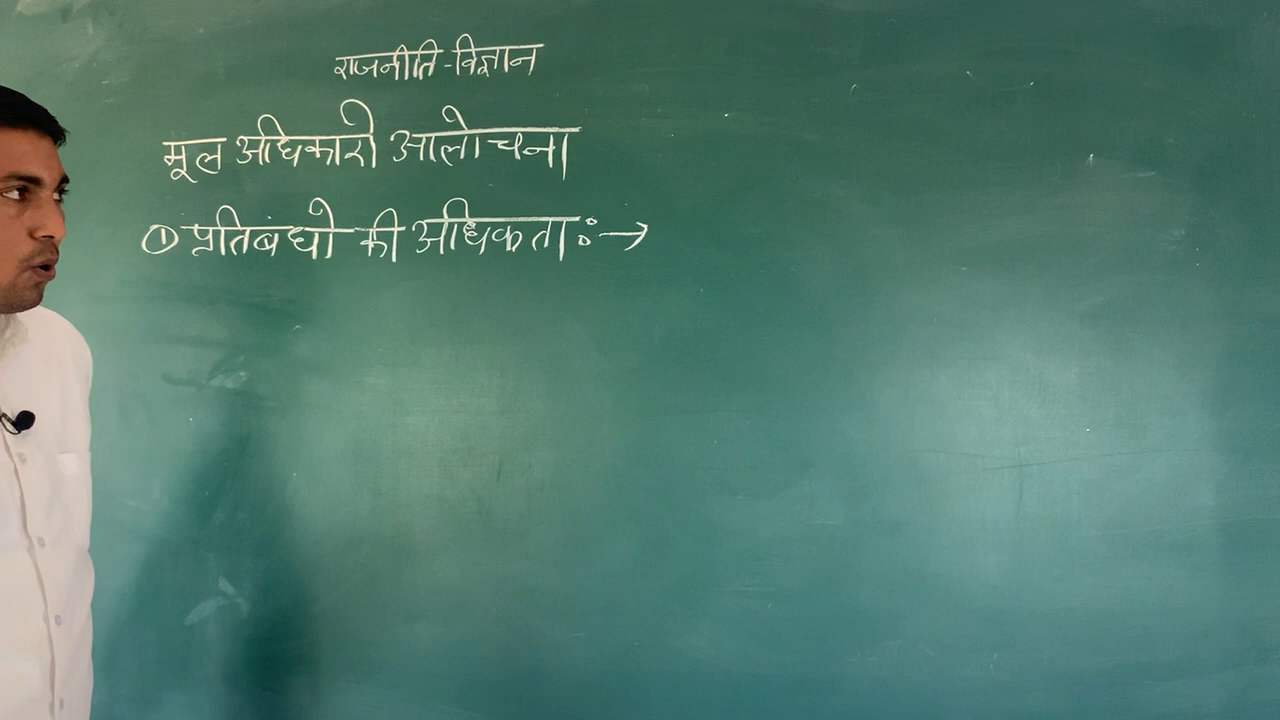 राजनीति-विज्ञान
मूल अधिकारो आलोचना
① प्रतिबंधो की अधिकता:→